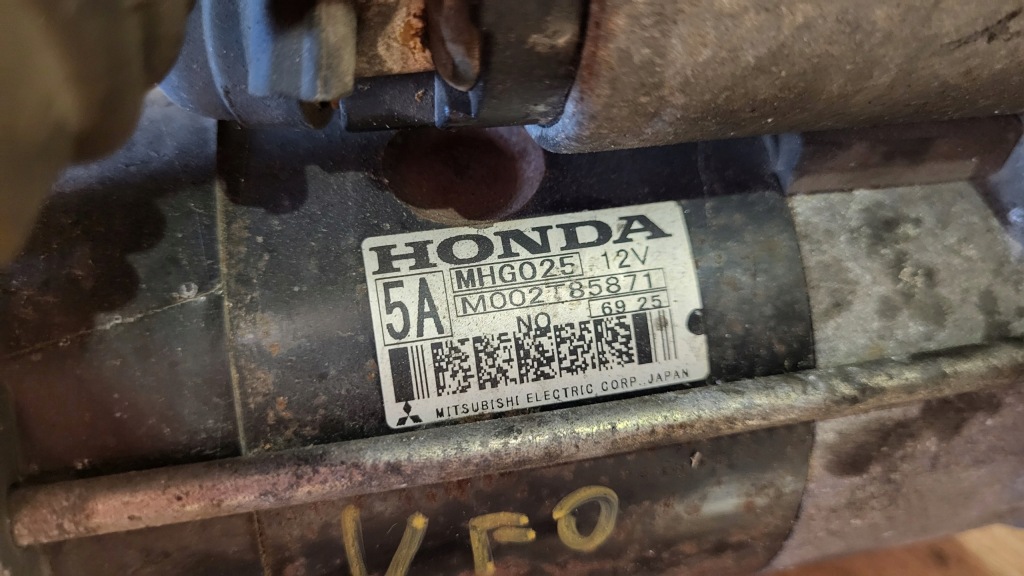 HONDA
5A MHG025 12V
M002T85871
NO 69 25
MITSUBISHI ELECTRIC CORP. JAPAN
VFO